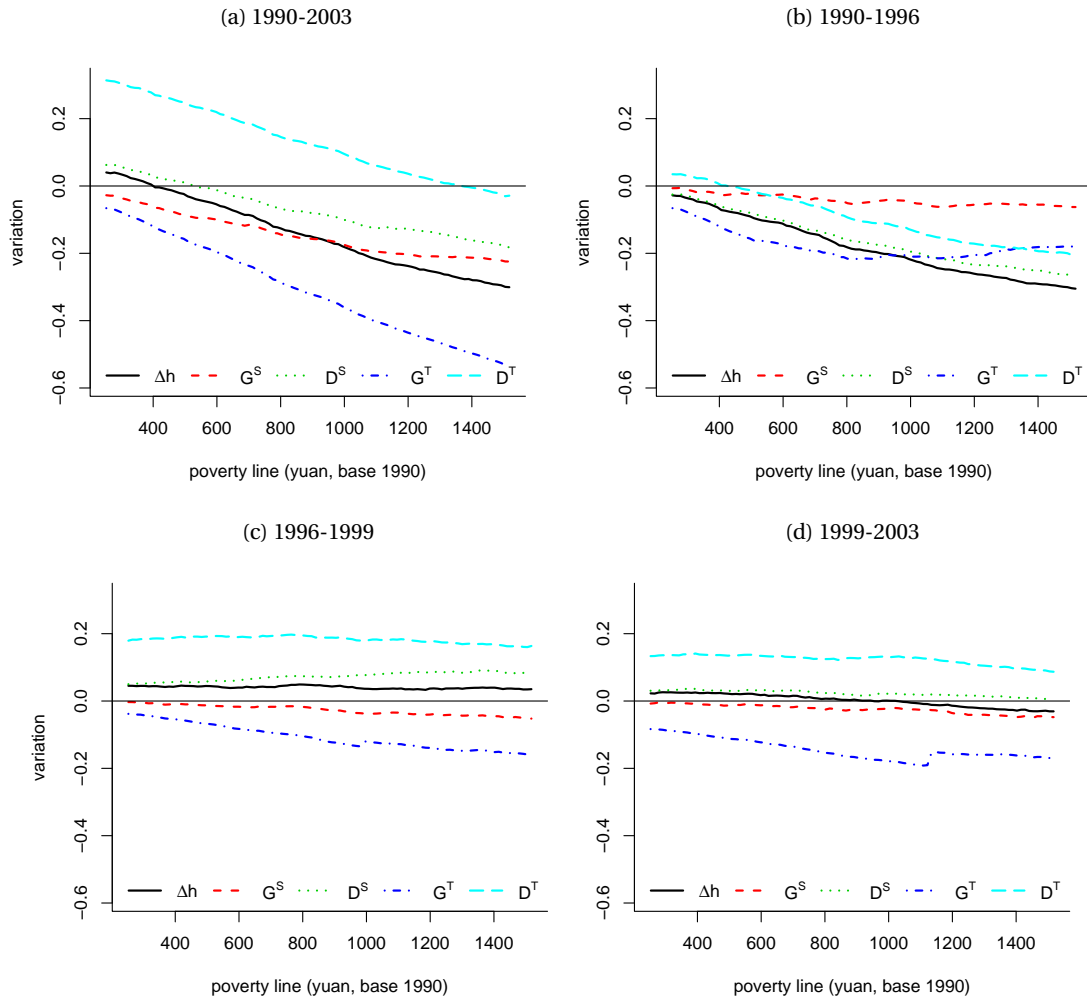 (a) 1990-2003
variation
0.2
0.0
−0.2
−0.4
−0.6
Δh G^S D^S G^T D^T
400 600 800 1000 1200 1400
poverty line (yuan, base 1990)
(b) 1990-1996
variation
0.2
0.0
−0.2
−0.4
−0.6
Δh G^S D^S G^T D^T
400 600 800 1000 1200 1400
poverty line (yuan, base 1990)
(c) 1996-1999
variation
0.2
0.0
−0.2
−0.4
−0.6
Δh G^S D^S G^T D^T
400 600 800 1000 1200 1400
poverty line (yuan, base 1990)
(d) 1999-2003
0.2
0.0
−0.2
−0.4
−0.6
Δh G^S D^S G^T D^T
400 600 800 1000 1200 1400
poverty line (yuan, base 1990)